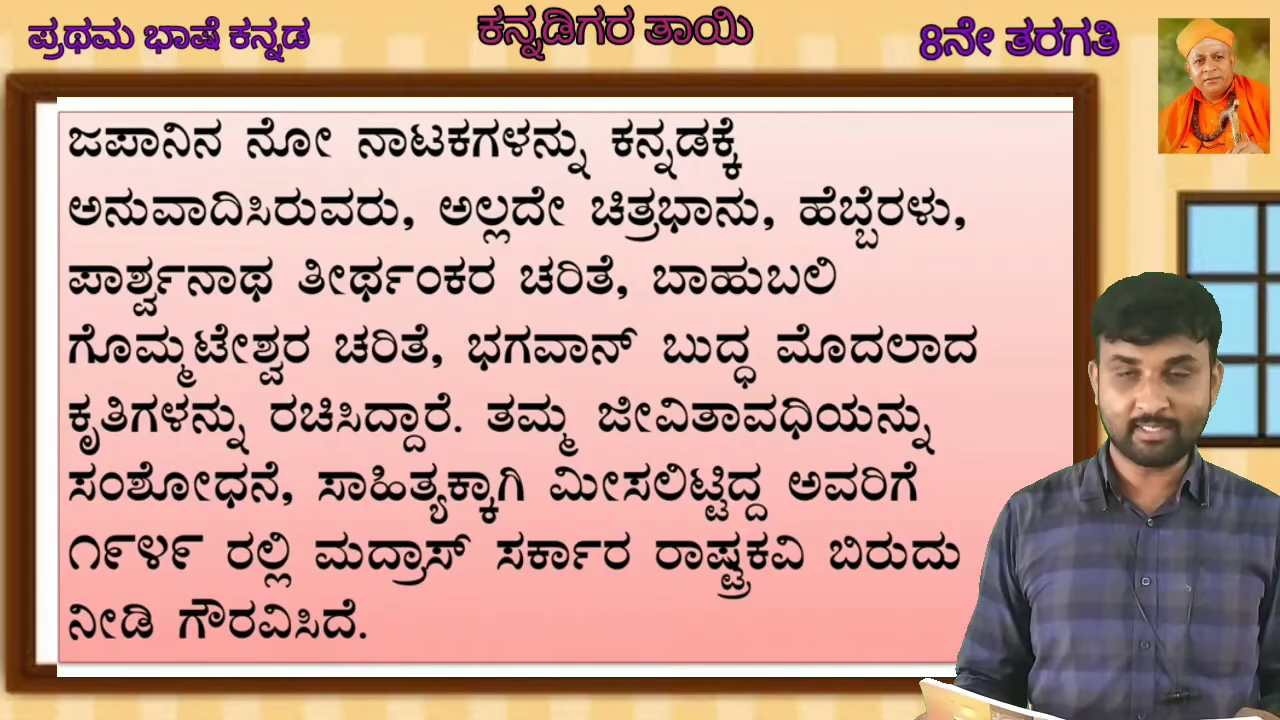 ಪ್ರಥಮ ಭಾಷೆ ಕನ್ನಡ
ಕನ್ನಡಿಗರ ತಾಯಿ
8ನೇ ತರಗತಿ
ಜಪಾನಿನ ನೋ ನಾಟಕಗಳನ್ನು ಕನ್ನಡಕ್ಕೆ
ಅನುವಾದಿಸಿರುವರು, ಅಲ್ಲದೇ ಚಿತ್ರಭಾನು, ಹೆಬ್ಬೆರಳು,
ಪಾರ್ಶ್ವನಾಥ ತೀರ್ಥಂಕರ ಚರಿತೆ, ಬಾಹುಬಲಿ
ಗೊಮ್ಮಟೇಶ್ವರ ಚರಿತೆ, ಭಗವಾನ್ ಬುದ್ಧ ಮೊದಲಾದ
ಕೃತಿಗಳನ್ನು ರಚಿಸಿದ್ದಾರೆ. ತಮ್ಮ ಜೀವಿತಾವಧಿಯನ್ನು
ಸಂಶೋಧನೆ, ಸಾಹಿತ್ಯಕ್ಕಾಗಿ ಮೀಸಲಿಟ್ಟಿದ್ದ ಅವರಿಗೆ
೧೯೪೯ ರಲ್ಲಿ ಮದ್ರಾಸ್ ಸರ್ಕಾರ ರಾಷ್ಟ್ರಕವಿ ಬಿರುದು
ನೀಡಿ ಗೌರವಿಸಿದೆ.